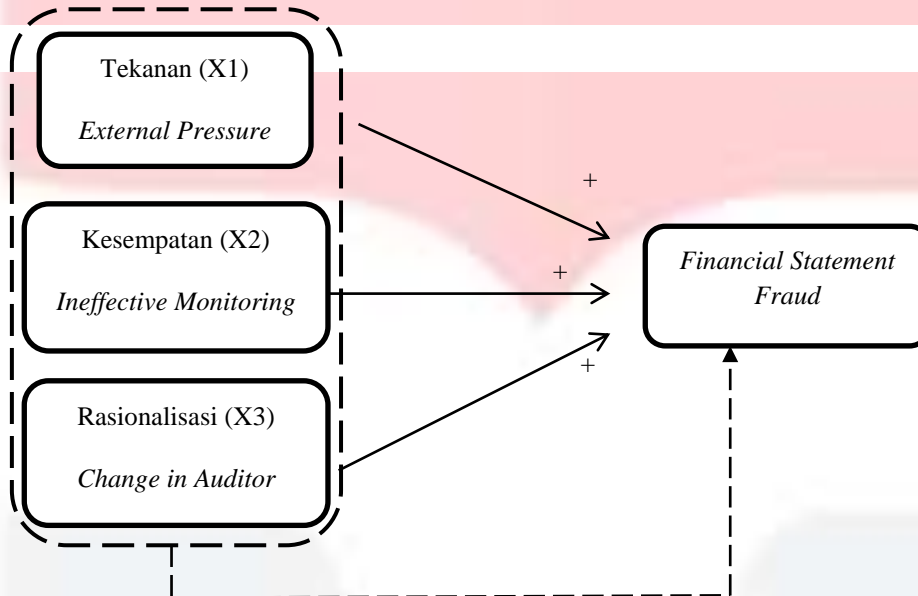 Tekanan (X1)
External Pressure
+
Kesempatan (X2)
Ineffective Monitoring
+
Financial Statement
Fraud
+
Rasionalisasi (X3)
Change in Auditor